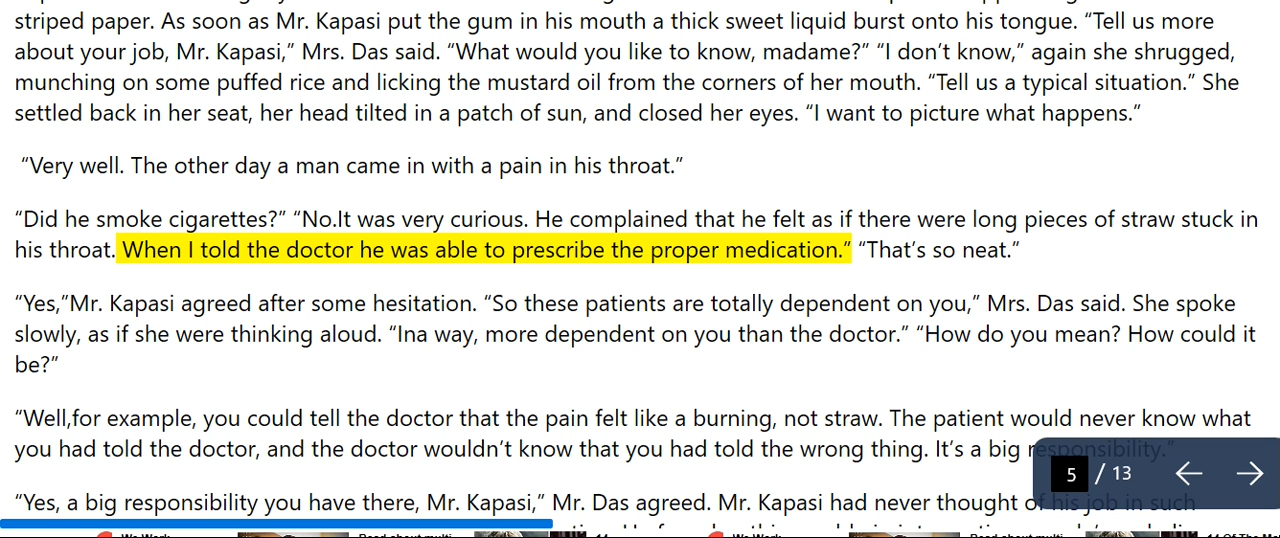 striped paper. As soon as Mr. Kapasi put the gum in his mouth a thick sweet liquid burst onto his tongue. “Tell us more
about your job, Mr. Kapasi,” Mrs. Das said. “What would you like to know, madame?” “I don’t know,” again she shrugged,
munching on some puffed rice and licking the mustard oil from the corners of her mouth. “Tell us a typical situation.” She
settled back in her seat, her head tilted in a patch of sun, and closed her eyes. “I want to picture what happens.”
“Very well. The other day a man came in with a pain in his throat.”
“Did he smoke cigarettes?” “No.It was very curious. He complained that he felt as if there were long pieces of straw stuck in
his throat. When I told the doctor he was able to prescribe the proper medication.” “That’s so neat.”
“Yes,”Mr. Kapasi agreed after some hesitation. “So these patients are totally dependent on you,” Mrs. Das said. She spoke
slowly, as if she were thinking aloud. “Ina way, more dependent on you than the doctor.” “How do you mean? How could it
be?”
“Well,for example, you could tell the doctor that the pain felt like a burning, not straw. The patient would never know what
you had told the doctor, and the doctor wouldn’t know that you had told the wrong thing. It’s a big responsibility.”
5 / 13
“Yes, a big responsibility you have there, Mr. Kapasi,” Mr. Das agreed. Mr. Kapasi had never thought of his job in such